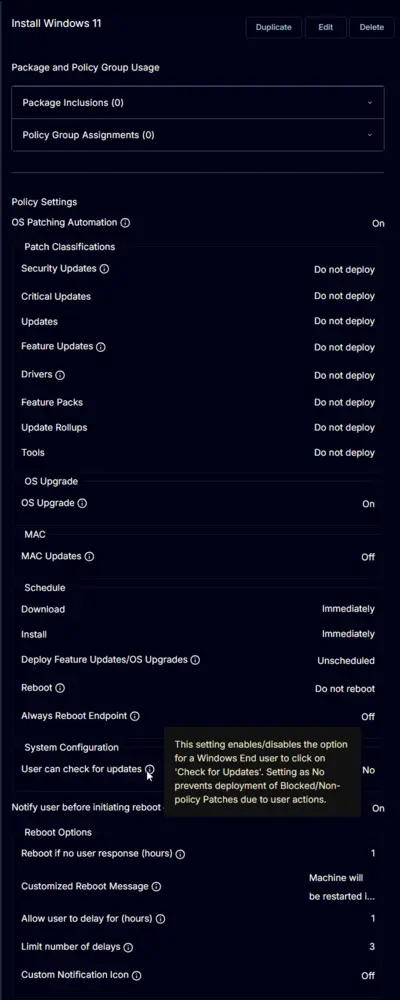 Install Windows 11
Duplicate
Edit
Delete
Package and Policy Group Usage
Package Inclusions (0)
Policy Group Assignments (0)
Policy Settings
OS Patching Automation
On
Patch Classifications
Security Updates
Do not deploy
Critical Updates
Do not deploy
Updates
Do not deploy
Feature Updates
Do not deploy
Drivers
Do not deploy
Feature Packs
Do not deploy
Update Rollups
Do not deploy
Tools
Do not deploy
OS Upgrade
OS Upgrade
On
MAC
MAC Updates
Off
Schedule
Download
Immediately
Install
Immediately
Deploy Feature Updates/OS Upgrades
Unscheduled
Reboot
Do not reboot
Always Reboot Endpoint
Off
System Configuration
User can check for updates
No
This setting enables/disables the option
for a Windows End user to click on
'Check for Updates'. Setting as No
prevents deployment of Blocked/Non-
policy Patches due to user actions.
Notify user before initiating reboot
On
Reboot Options
Reboot if no user response (hours)
1
Customized Reboot Message
Machine will
be restarted i...
Allow user to delay for (hours)
1
Limit number of delays
3
Custom Notification Icon
Off